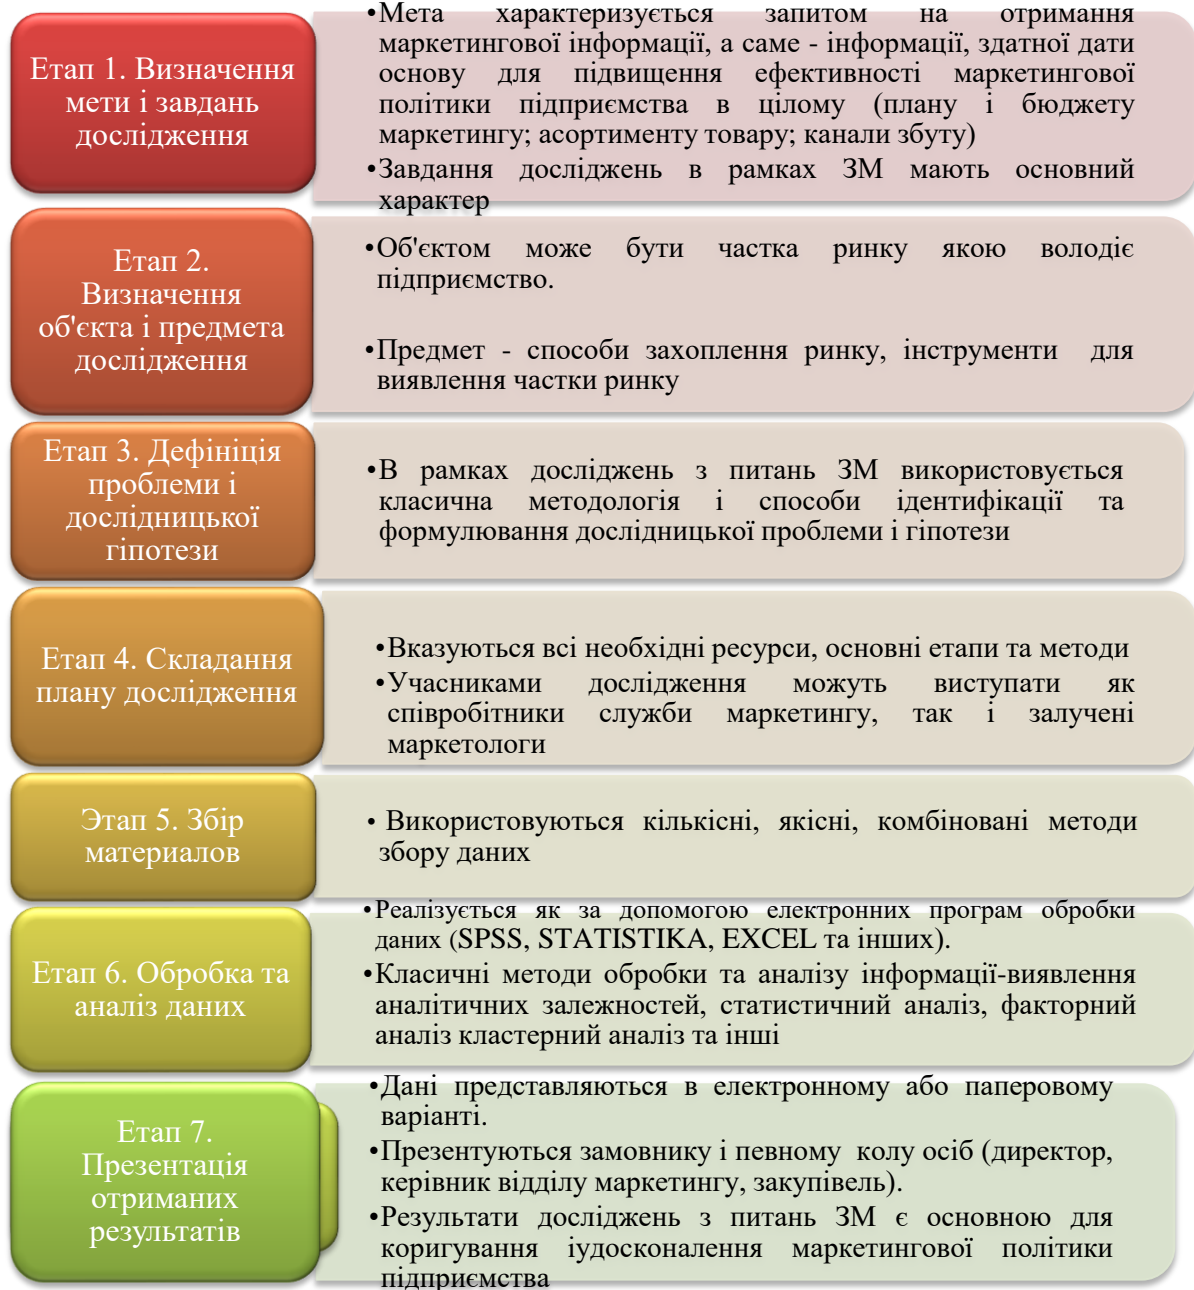 Етап 1. Визначення
мети і завдань
дослідження
•Мета характеризується запитом на отримання
маркетингової інформації, а саме - інформації, здатної дати
основу для підвищення ефективності маркетингової
політики підприємства в цілому (плану і бюджету
маркетингу; асортименту товару; канали збуту)
•Завдання досліджень в рамках ЗМ мають основний
характер
Етап 2.
Визначення
об'єкта і предмета
дослідження
•Об'єктом може бути частка ринку якою володіє
підприємство.
•Предмет - способи захоплення ринку, інструменти для
виявлення частки ринку
Етап 3. Дефініція
проблеми і
дослідницької
гіпотези
•В рамках досліджень з питань ЗМ використовується
класична методологія і способи ідентифікації та
формулювання дослідницької проблеми і гіпотези
Етап 4. Складання
плану дослідження
•Вказуються всі необхідні ресурси, основні етапи та методи
•Учасниками дослідження можуть виступати як
співробітники служби маркетингу, так і залучені
маркетологи
Этап 5. Збір
материалов
• Використовуються кількісні, якісні, комбіновані методи
збору даних
Етап 6. Обробка та
аналіз даних
•Реалізується як за допомогою електронних програм обробки
даних (SPSS, STATISTIKA, EXCEL та інших).
•Класичні методи обробки та аналізу інформації-виявлення
аналітичних залежностей, статистичний аналіз, факторний
аналіз кластерний аналіз та інші
Етап 7.
Презентація
отриманих
результатів
•Дані представляються в електронному або паперовому
варіанті.
•Презентуються замовнику і певному колу осіб (директор,
керівник відділу маркетингу, закупівель).
•Результати досліджень з питань ЗМ є основною для
коригування іудосконалення маркетингової політики
підприємства